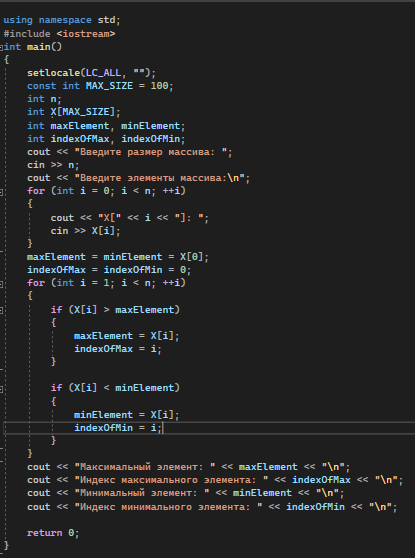 using namespace std;
#include <iostream>
int main()
{
setlocale(LC_ALL, "");
const int MAX_SIZE = 100;
int n;
int X[MAX_SIZE];
int maxElement, minElement;
int indexOfMax, indexOfMin;
cout << "Введите размер массива: ";
cin >> n;
cout << "Введите элементы массива:\n";
for (int i = 0; i < n; ++i)
{
cout << "X[" << i << "]: ";
cin >> X[i];
}
maxElement = minElement = X[0];
indexOfMax = indexOfMin = 0;
for (int i = 1; i < n; ++i)
{
if (X[i] > maxElement)
{
maxElement = X[i];
indexOfMax = i;
}
if (X[i] < minElement)
{
minElement = X[i];
indexOfMin = i;
}
}
cout << "Максимальный элемент: " << maxElement << "\n";
cout << "Индекс максимального элемента: " << indexOfMax << "\n";
cout << "Минимальный элемент: " << minElement << "\n";
cout << "Индекс минимального элемента: " << indexOfMin << "\n";
return 0;
}